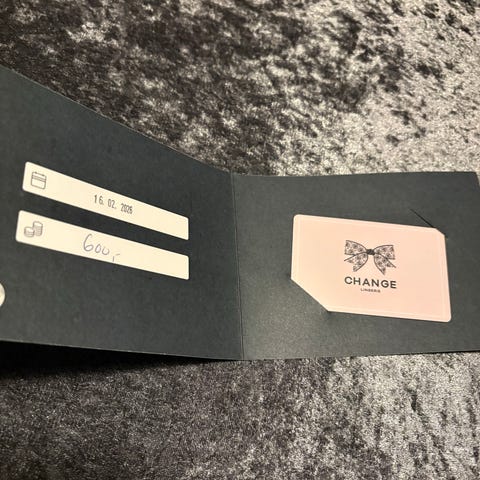 16. 02. 2026
600,-
CHANGE
LINGERIE